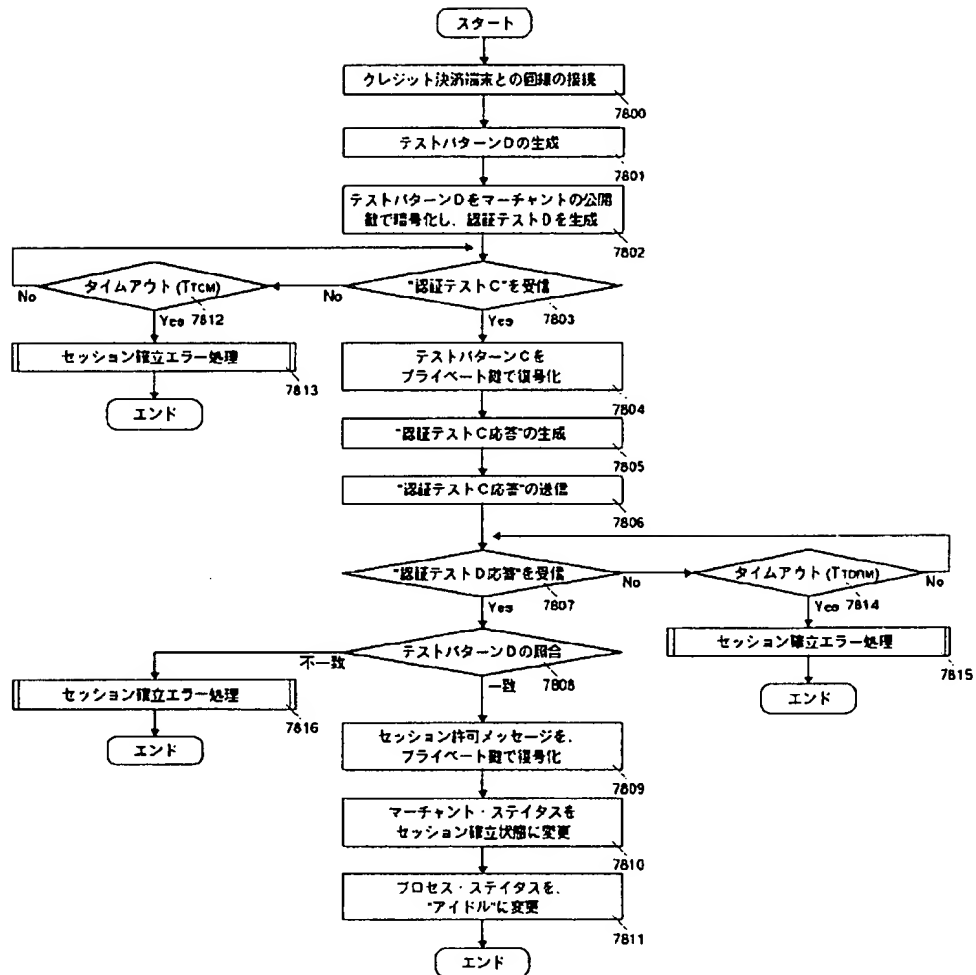 スタート
クレジット決済端末との回線の接続
7800
テストパターンDの生成
7801
テストパターンDをマーチャントの公開
鍵で暗号化し、認証テストDを生成
7802
"認証テストC"を受信
7803
No
Yes
タイムアウト(TTCM)
7812
No
Yes
セッション確立エラー処理
7813
エンド
テストパターンCを
プライベート鍵で復号化
7804
"認証テストC応答"の生成
7805
"認証テストC応答"の送信
7806
"認証テストD応答"を受信
7807
No
Yes
タイムアウト(TTDRM)
7814
No
Yes
セッション確立エラー処理
7815
エンド
テストパターンDの照合
7808
不一致
一致
セッション確立エラー処理
7816
エンド
セッション許可メッセージを、
プライベート鍵で復号化
7809
マーチャント・ステイタスを
セッション確立状態に変更
7810
プロセス・ステイタスを、
"アイドル"に変更
7811
エンド